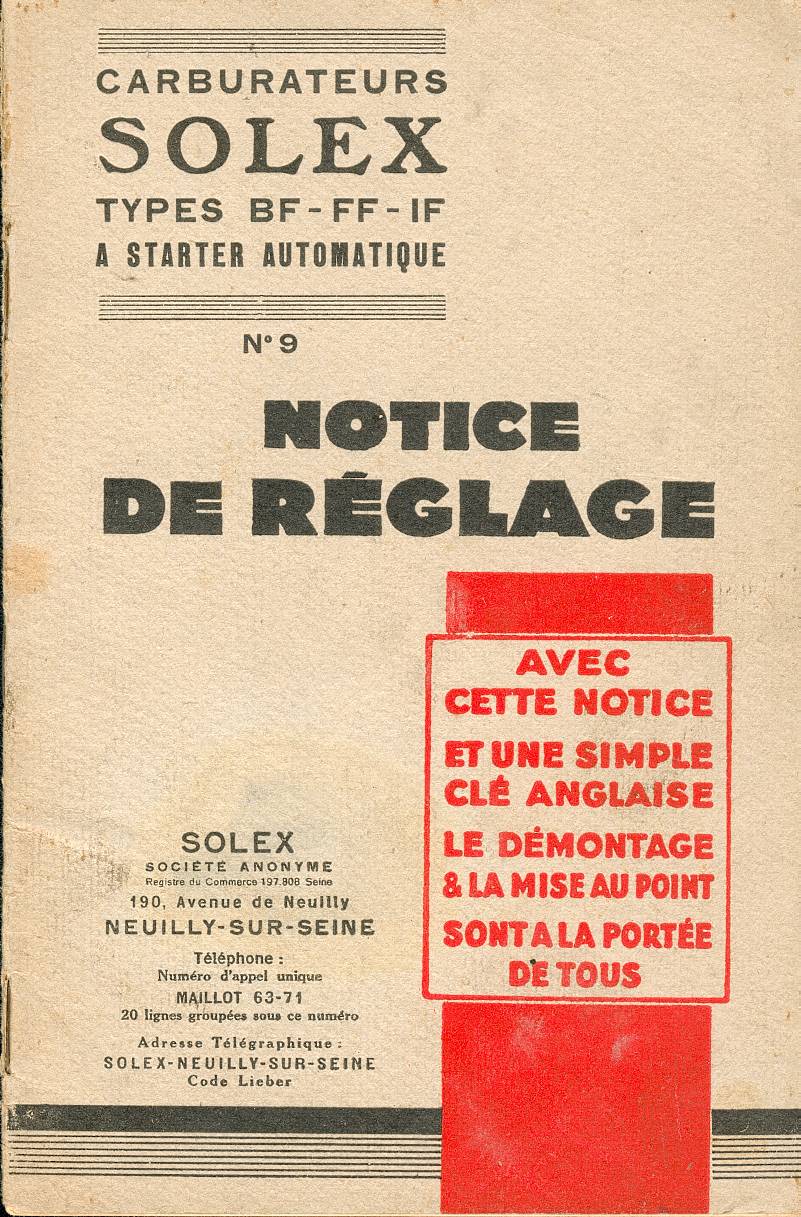 CARBURATEURS
SOLEX
TYPES BF-FF-IF
A STARTER AUTOMATIQUE
N° 9
NOTICE
DE RÉGLAGE
AVEC
CETTE NOTICE
ET UNE SIMPLE
CLÉ ANGLAISE
LE DÉMONTAGE
& LA MISE AU POINT
SONT A LA PORTÉE
DE TOUS
SOLEX
SOCIÉTÉ ANONYME
Registre du Commerce 197.808 Seine
190, Avenue de Neuilly
NEUILLY-SUR-SEINE
Téléphone :
Numéro d'appel unique
MAILLOT 63-71
20 lignes groupées sous ce numéro
Adresse Télégraphique :
SOLEX-NEUILLY-SUR-SEINE
Code Lieber